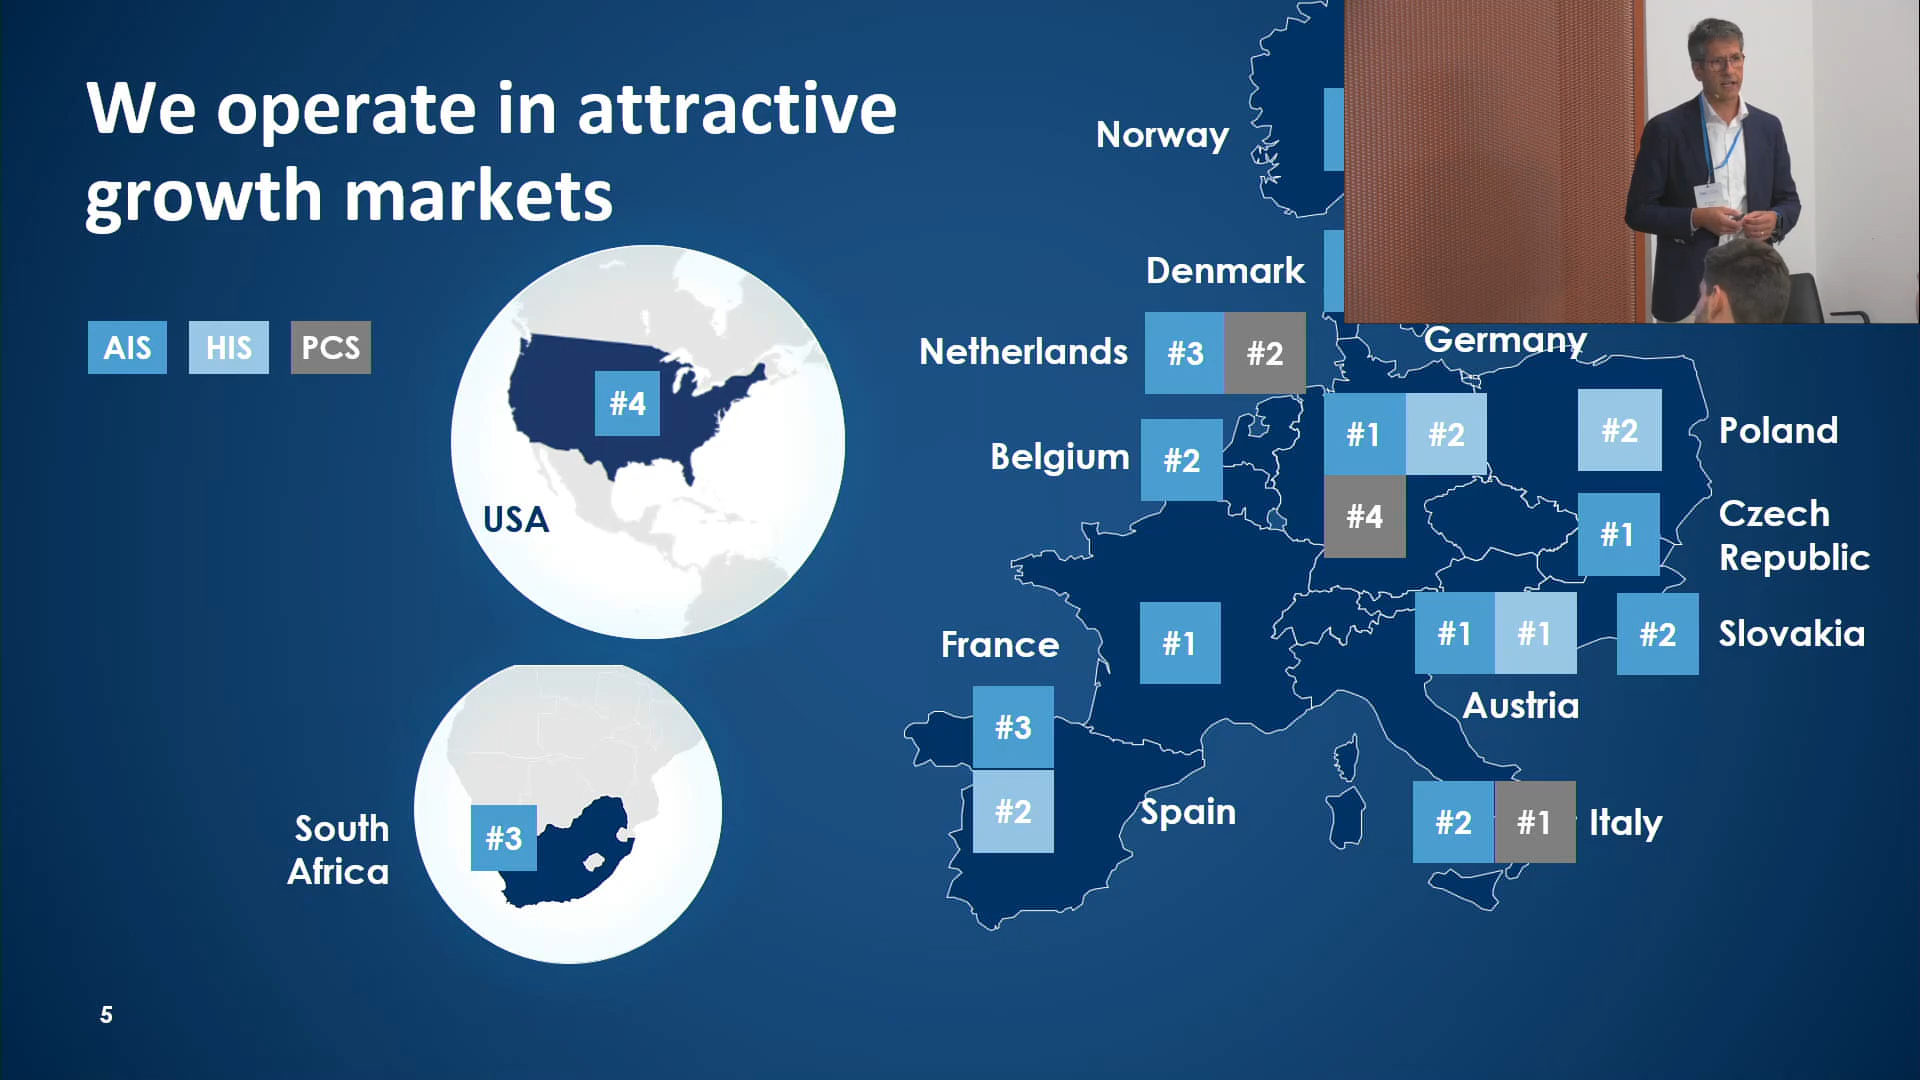 We operate in attractive
growth markets
AIS HIS PCS
#4
USA
South
Africa
#3
Norway
Denmark
Netherlands #3 #2
Germany
#1 #2
#4
Belgium #2
#2 Poland
#1 Czech
Republic
France
#1
#1 #1
Austria
#2 Slovakia
#3
#2
Spain
#2 #1 Italy
5